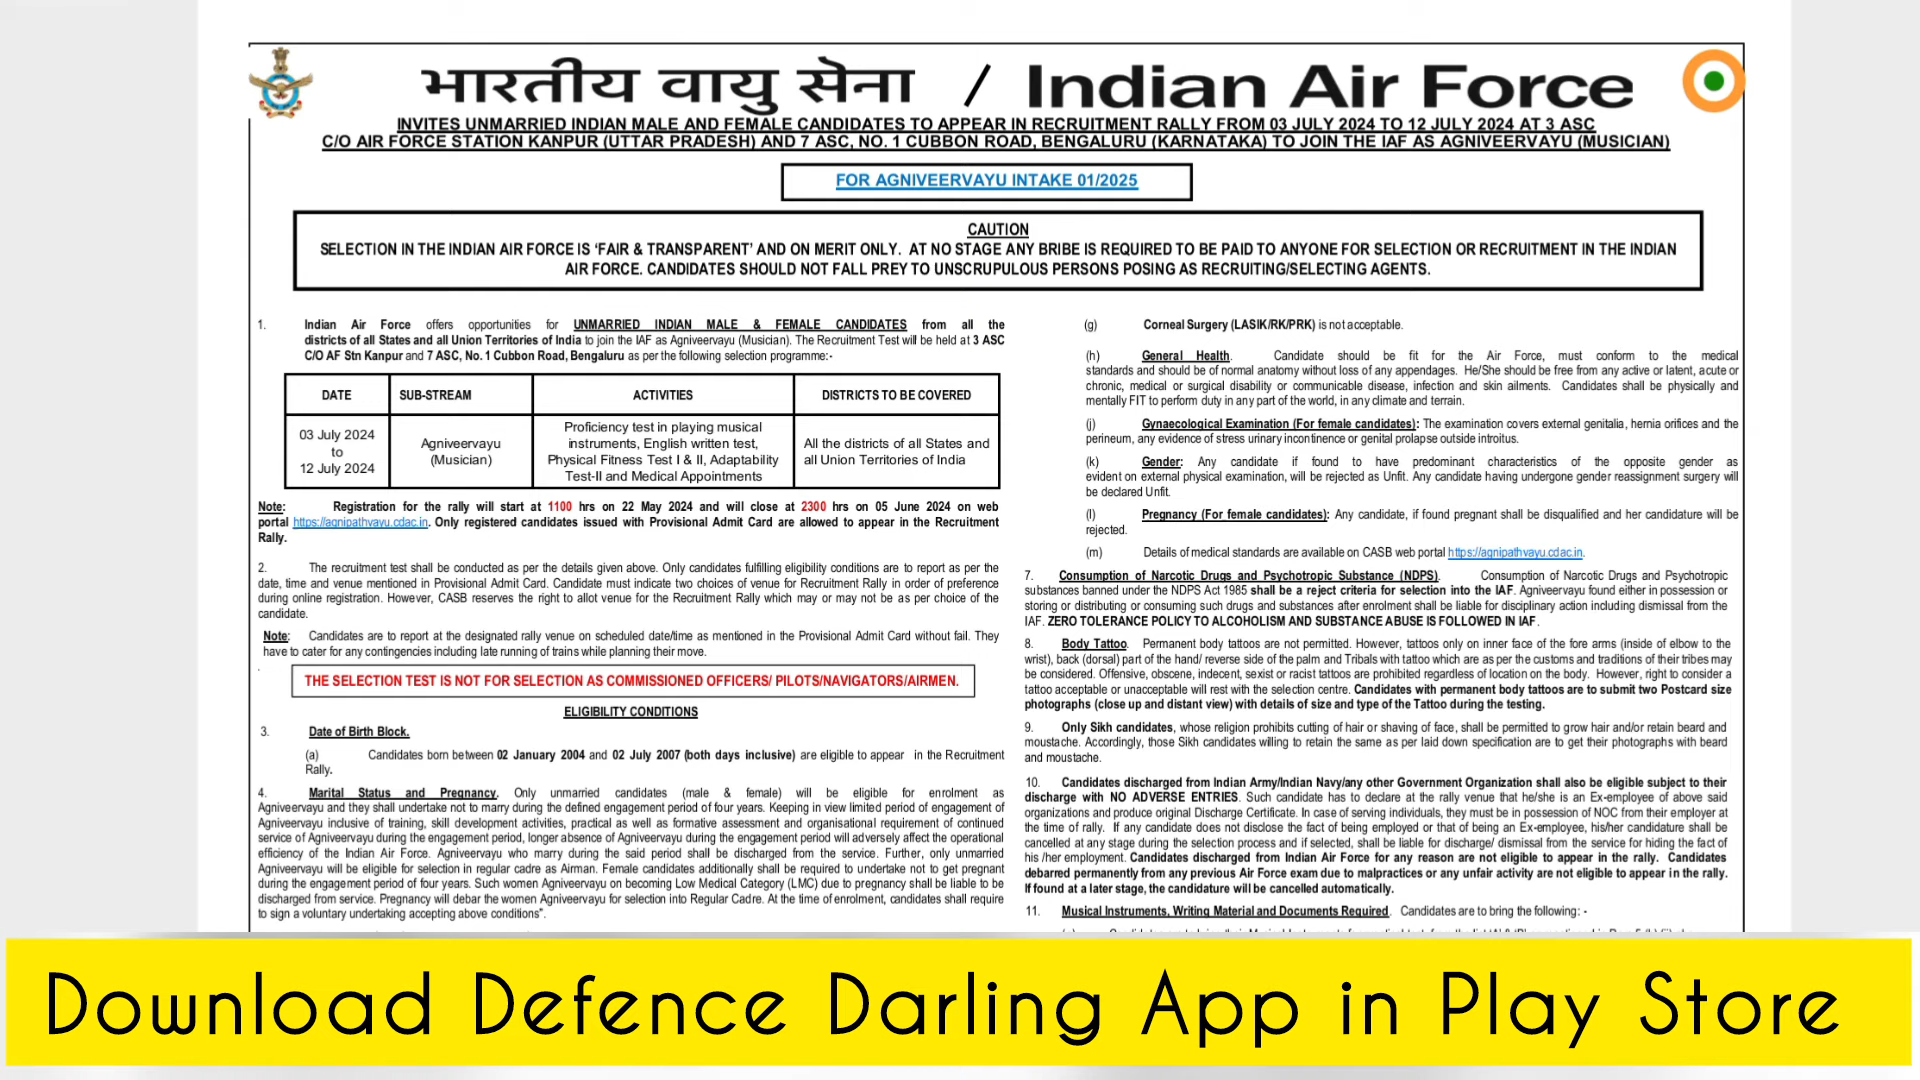 भारतीय वायु सेना / Indian Air Force
INVITES UNMARRIED INDIAN MALE AND FEMALE CANDIDATES TO APPEAR IN RECRUITMENT RALLY FROM 03 JULY 2024 TO 12 JULY 2024 AT 3 ASC
C/O AIR FORCE STATION KANPUR (UTTAR PRADESH) AND 7 ASC, NO. 1 CUBBON ROAD, BENGALURU (KARNATAKA) TO JOIN THE IAF AS AGNIVEERVAYU (MUSICIAN)
FOR AGNIVEERVAYU INTAKE 01/2025
CAUTION
SELECTION IN THE INDIAN AIR FORCE IS ‘FAIR & TRANSPARENT’ AND ON MERIT ONLY. AT NO STAGE ANY BRIBE IS REQUIRED TO BE PAID TO ANYONE FOR SELECTION OR RECRUITMENT IN THE INDIAN
AIR FORCE. CANDIDATES SHOULD NOT FALL PREY TO UNSCRUPULOUS PERSONS POSING AS RECRUITING/SELECTING AGENTS.
1. Indian Air Force offers opportunities for UNMARRIED INDIAN MALE & FEMALE CANDIDATES from all the
districts of all States and all Union Territories of India to join the IAF as Agniveervayu (Musician). The Recruitment Test will be held at 3 ASC
C/O AF Stn Kanpur and 7 ASC, No. 1 Cubbon Road, Bengaluru as per the following selection programme:-
DATE SUB-STREAM ACTIVITIES DISTRICTS TO BE COVERED
03 July 2024
to
12 July 2024
Agniveervayu
(Musician)
Proficiency test in playing musical
instruments, English written test,
Physical Fitness Test I & II, Adaptability
Test-II and Medical Appointments
All the districts of all States and
all Union Territories of India
Note: Registration for the rally will start at 1100 hrs on 22 May 2024 and will close at 2300 hrs on 05 June 2024 on web
portal https://agnipathvayu.cdac.in. Only registered candidates issued with Provisional Admit Card are allowed to appear in the Recruitment
Rally.
2. The recruitment test shall be conducted as per the details given above. Only candidates fulfilling eligibility conditions are to report as per the
date, time and venue mentioned in Provisional Admit Card. Candidate must indicate two choices of venue for Recruitment Rally in order of preference
during online registration. However, CASB reserves the right to allot venue for the Recruitment Rally which may or may not be as per choice of the
candidate.
Note: Candidates are to report at the designated rally venue on scheduled date/time as mentioned in the Provisional Admit Card without fail. They
have to cater for any contingencies including late running of trains while planning their move.
THE SELECTION TEST IS NOT FOR SELECTION AS COMMISSIONED OFFICERS/ PILOTS/NAVIGATORS/AIRMEN.
ELIGIBILITY CONDITIONS
3. Date of Birth Block.
(a) Candidates born between 02 January 2004 and 02 July 2007 (both days inclusive) are eligible to appear in the Recruitment
Rally.
4. Marital Status and Pregnancy. Only unmarried candidates (male & female) will be eligible for enrolment as
Agniveervayu and they shall undertake not to marry during the defined engagement period of four years. Keeping in view limited period of engagement of
Agniveervayu inclusive of training, skill development activities, practical as well as formative assessment and organisational requirement of continued
service of Agniveervayu during the engagement period, longer absence of Agniveervayu during the engagement period will adversely affect the operational
efficiency of the Indian Air Force. Agniveervayu who marry during the said period shall be discharged from the service. Further, only unmarried
Agniveervayu will be eligible for selection in regular cadre as Airman. Female candidates additionally shall be required to undertake not to get pregnant
during the engagement period of four years. Such women Agniveervayu on becoming Low Medical Category (LMC) due to pregnancy shall be liable to be
discharged from service. Pregnancy will debar the women Agniveervayu for selection into Regular Cadre. At the time of enrolment, candidates shall require
to sign a voluntary undertaking accepting above conditions”.
(g) Corneal Surgery (LASIK/RK/PRK) is not acceptable.
(h) General Health. Candidate should be fit for the Air Force, must conform to the medical
standards and should be of normal anatomy without loss of any appendages. He/She should be free from any active or latent, acute or
chronic, medical or surgical disability or communicable disease, infection and skin ailments. Candidates shall be physically and
mentally FIT to perform duty in any part of the world, in any climate and terrain.
(j) Gynaecological Examination (For female candidates): The examination covers external genitalia, hernia orifices and the
perineum, any evidence of stress urinary incontinence or genital prolapse outside introitus.
(k) Gender: Any candidate if found to have predominant characteristics of the opposite gender as
evident on external physical examination, will be rejected as Unfit. Any candidate having undergone gender reassignment surgery will
be declared Unfit.
(l) Pregnancy (For female candidates): Any candidate, if found pregnant shall be disqualified and her candidature will be
rejected.
(m) Details of medical standards are available on CASB web portal https://agnipathvayu.cdac.in.
7. Consumption of Narcotic Drugs and Psychotropic Substance (NDPS). Consumption of Narcotic Drugs and Psychotropic
substances banned under the NDPS Act 1985 shall be a reject criteria for selection into the IAF. Agniveervayu found either in possession or
storing or distributing or consuming such drugs and substances after enrolment shall be liable for disciplinary action including dismissal from the
IAF. ZERO TOLERANCE POLICY TO ALCOHOLISM AND SUBSTANCE ABUSE IS FOLLOWED IN IAF.
8. Body Tattoo. Permanent body tattoos are not permitted. However, tattoos only on inner face of the fore arms (inside of elbow to the
wrist), back (dorsal) part of the hand/ reverse side of the palm and Tribals with tattoo which are as per the customs and traditions of their tribes may
be considered. Offensive, obscene, indecent, sexist or racist tattoos are prohibited regardless of location on the body. However, right to consider a
tattoo acceptable or unacceptable will rest with the selection centre. Candidates with permanent body tattoos are to submit two Postcard size
photographs (close up and distant view) with details of size and type of the Tattoo during the testing.
9. Only Sikh candidates, whose religion prohibits cutting of hair or shaving of face, shall be permitted to grow hair and/or retain beard and
moustache. Accordingly, those Sikh candidates willing to retain the same as per laid down specification are to get their photographs with beard
and moustache.
10. Candidates discharged from Indian Army/Indian Navy/any other Government Organization shall also be eligible subject to their
discharge with NO ADVERSE ENTRIES. Such candidate has to declare at the rally venue that he/she is an Ex-employee of above said
organizations and produce original Discharge Certificate. In case of serving individuals, they must be in possession of NOC from their employer at
the time of rally. If any candidate does not disclose the fact of being employed or that of being an Ex-employee, his/her candidature shall be
cancelled at any stage during the selection process and if selected, shall be liable for discharge/ dismissal from the service for hiding the fact of
his /her employment. Candidates discharged from Indian Air Force for any reason are not eligible to appear in the rally. Candidates
debarred permanently from any previous Air Force exam due to malpractices or any unfair activity are not eligible to appear in the rally.
If found at a later stage, the candidature will be cancelled automatically.
11. Musical Instruments, Writing Material and Documents Required. Candidates are to bring the following: -
Download Defence Darling App in Play Store